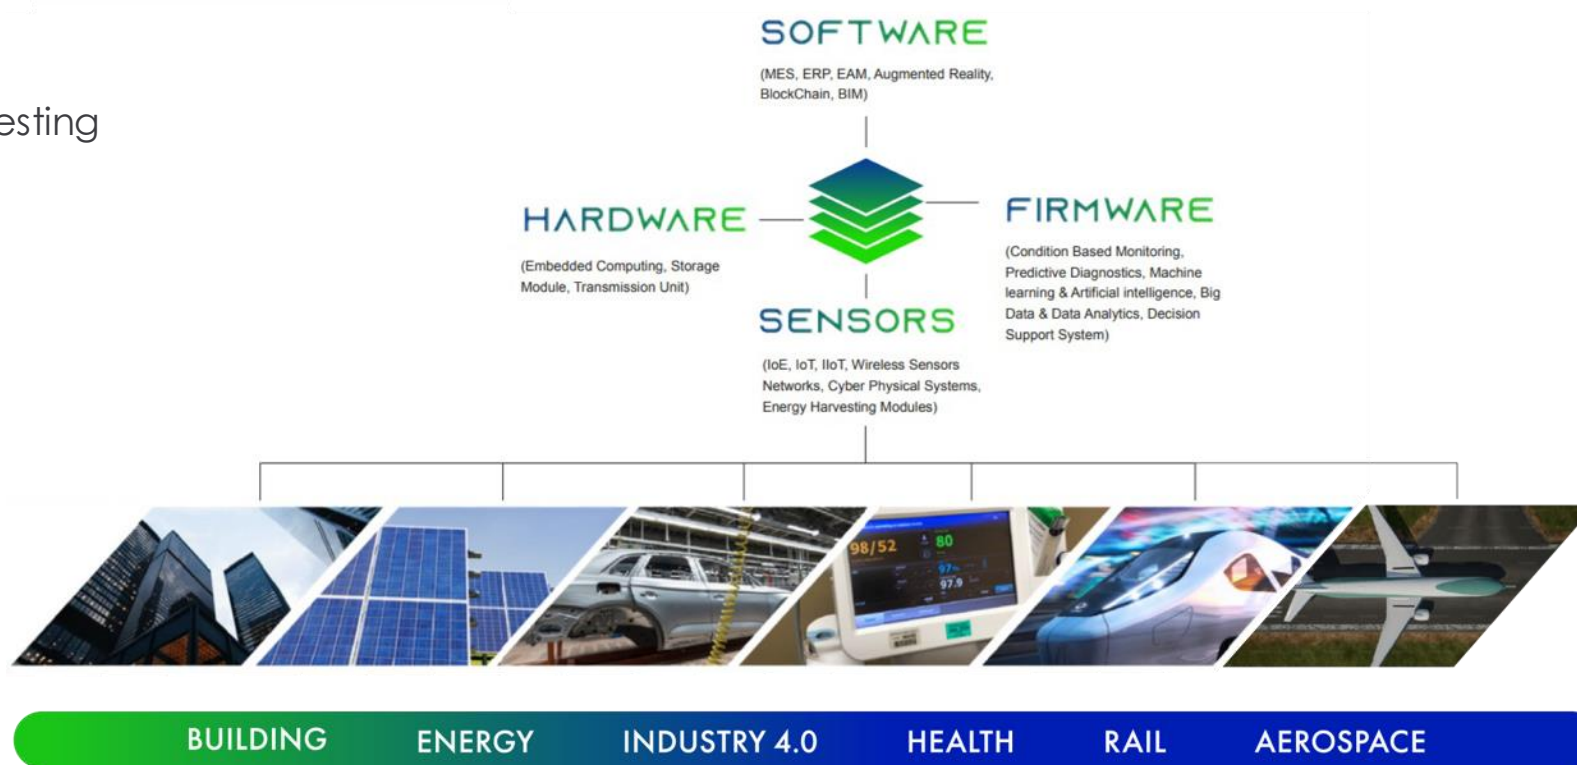 SOFTWARE
(MES, ERP, EAM, Augmented Reality,
BlockChain, BIM)
esting
HARDWARE
(Embedded Computing, Storage
Module, Transmission Unit)
FIRMWARE
(Condition Based Monitoring,
Predictive Diagnostics, Machine
learning & Artificial intelligence, Big
Data & Data Analytics, Decision
Support System)
SENSORS
(IoE, IoT, IIoT, Wireless Sensors
Networks, Cyber Physical Systems,
Energy Harvesting Modules)
98/52
80
97%
97.9
BUILDING
ENERGY
INDUSTRY 4.0
HEALTH
RAIL
AEROSPACE